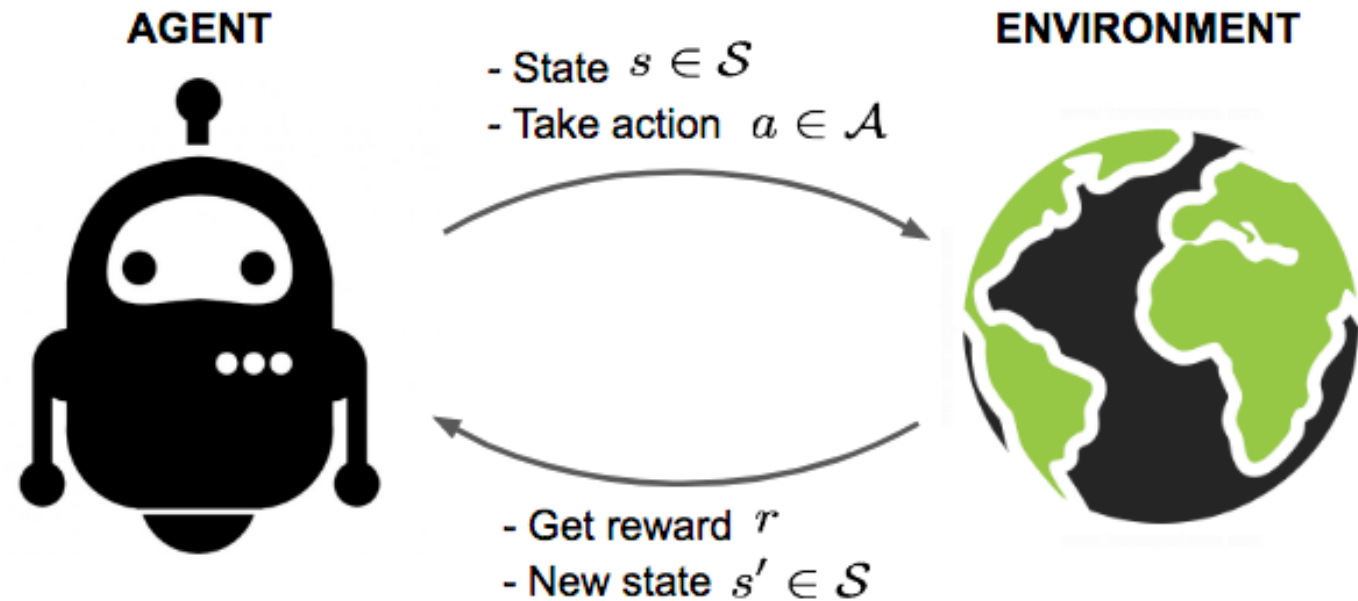 AGENT
ENVIRONMENT
- State s ∈ 𝒮
- Take action a ∈ 𝒜
- Get reward r
- New state s′ ∈ 𝒮